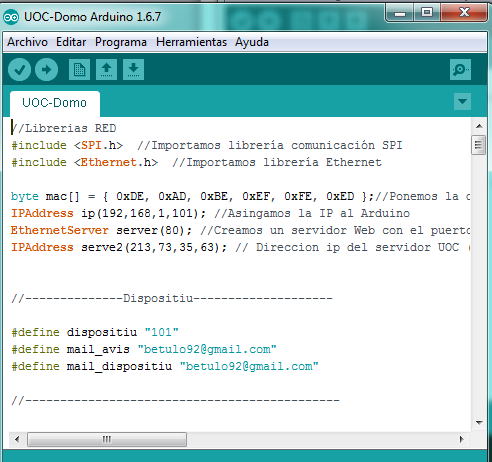 UOC-Domo Arduino 1.6.7
Archivo Editar Programa Herramientas Ayuda
UOC-Domo
//Librerias RED
#include <SPI.h>  //Importamos librería comunicación SPI
#include <Ethernet.h>  //Importamos librería Ethernet
byte mac[] = { 0xDE, 0xAD, 0xBE, 0xEF, 0xFE, 0xED };//Ponemos la
IPAddress ip(192,168,1,101); //Asingamos la IP al Arduino
EthernetServer server(80); //Creamos un servidor Web con el puerto
IPAddress serve2(213,73,35,63); // Direccion ip del servidor UOC (
//--------------Dispositiu--------------------
#define dispositiu "101"
#define mail_avis "betulo92@gmail.com"
#define mail_dispositiu "betulo92@gmail.com"
//---------------------------------------------